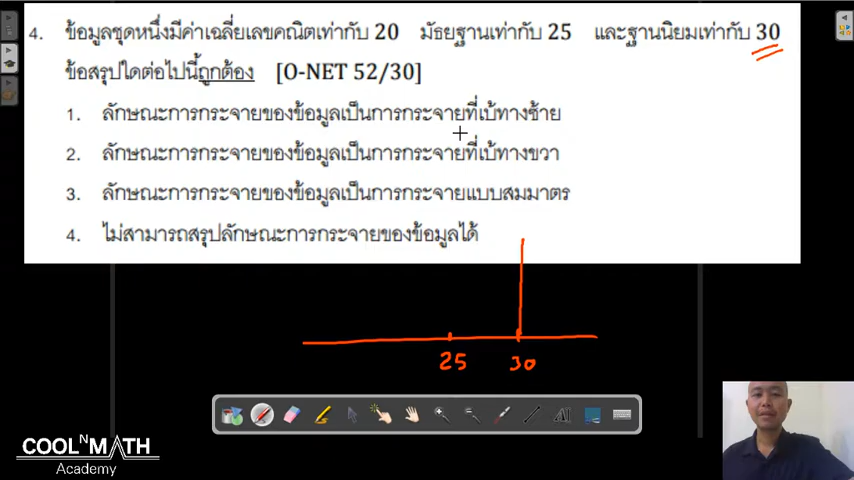 4. ข้อมูลชุดหนึ่งมีค่าเฉลี่ยเลขคณิตเท่ากับ 20 มัธยฐานเท่ากับ 25 และฐานนิยมเท่ากับ 30
ข้อสรุปใดต่อไปนี้ถูกต้อง [O-NET 52/30]
1. ลักษณะการกระจายของข้อมูลเป็นการกระจายที่เบ้ทางซ้าย
2. ลักษณะการกระจายของข้อมูลเป็นการกระจายที่เบ้ทางขวา
3. ลักษณะการกระจายของข้อมูลเป็นการกระจายแบบสมมาตร
4. ไม่สามารถสรุปลักษณะการกระจายของข้อมูลได้
25 30
COOL N MATH
Academy